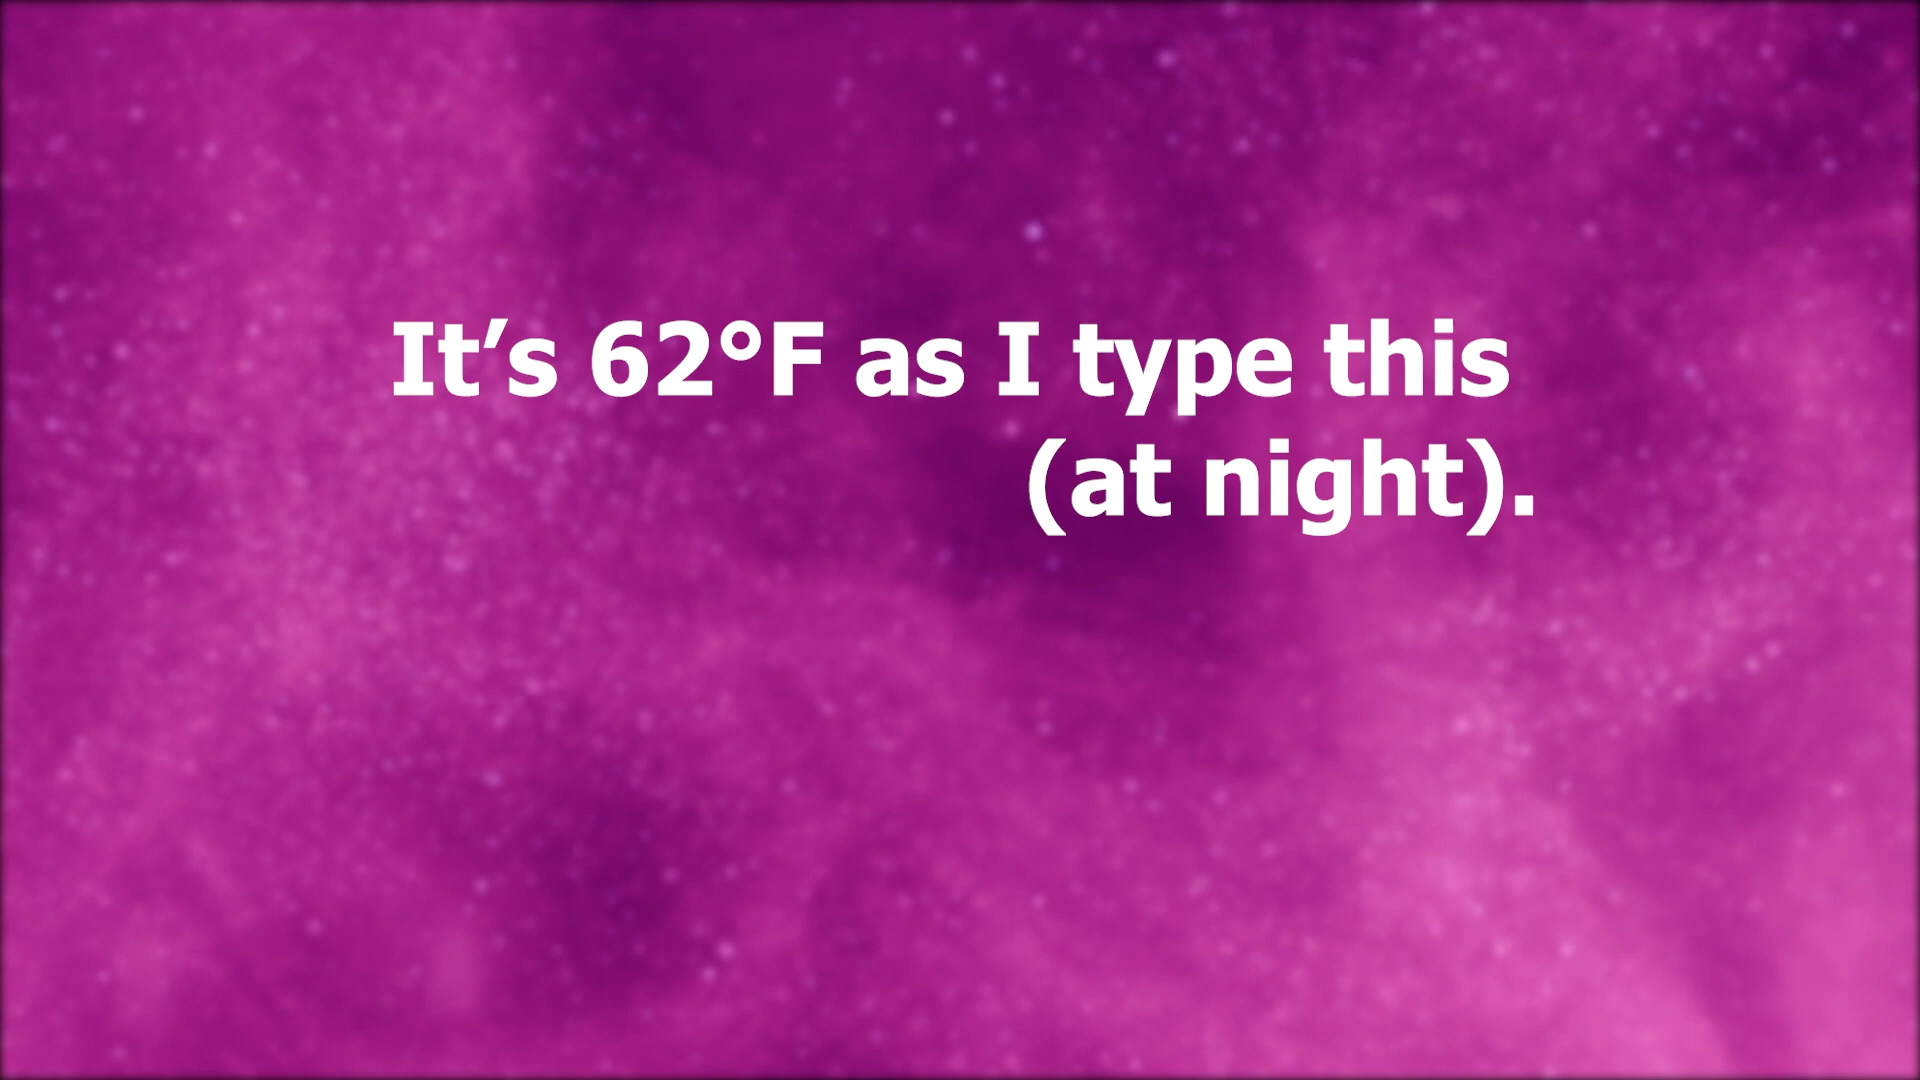 It’s 62°F as I type this
(at night).